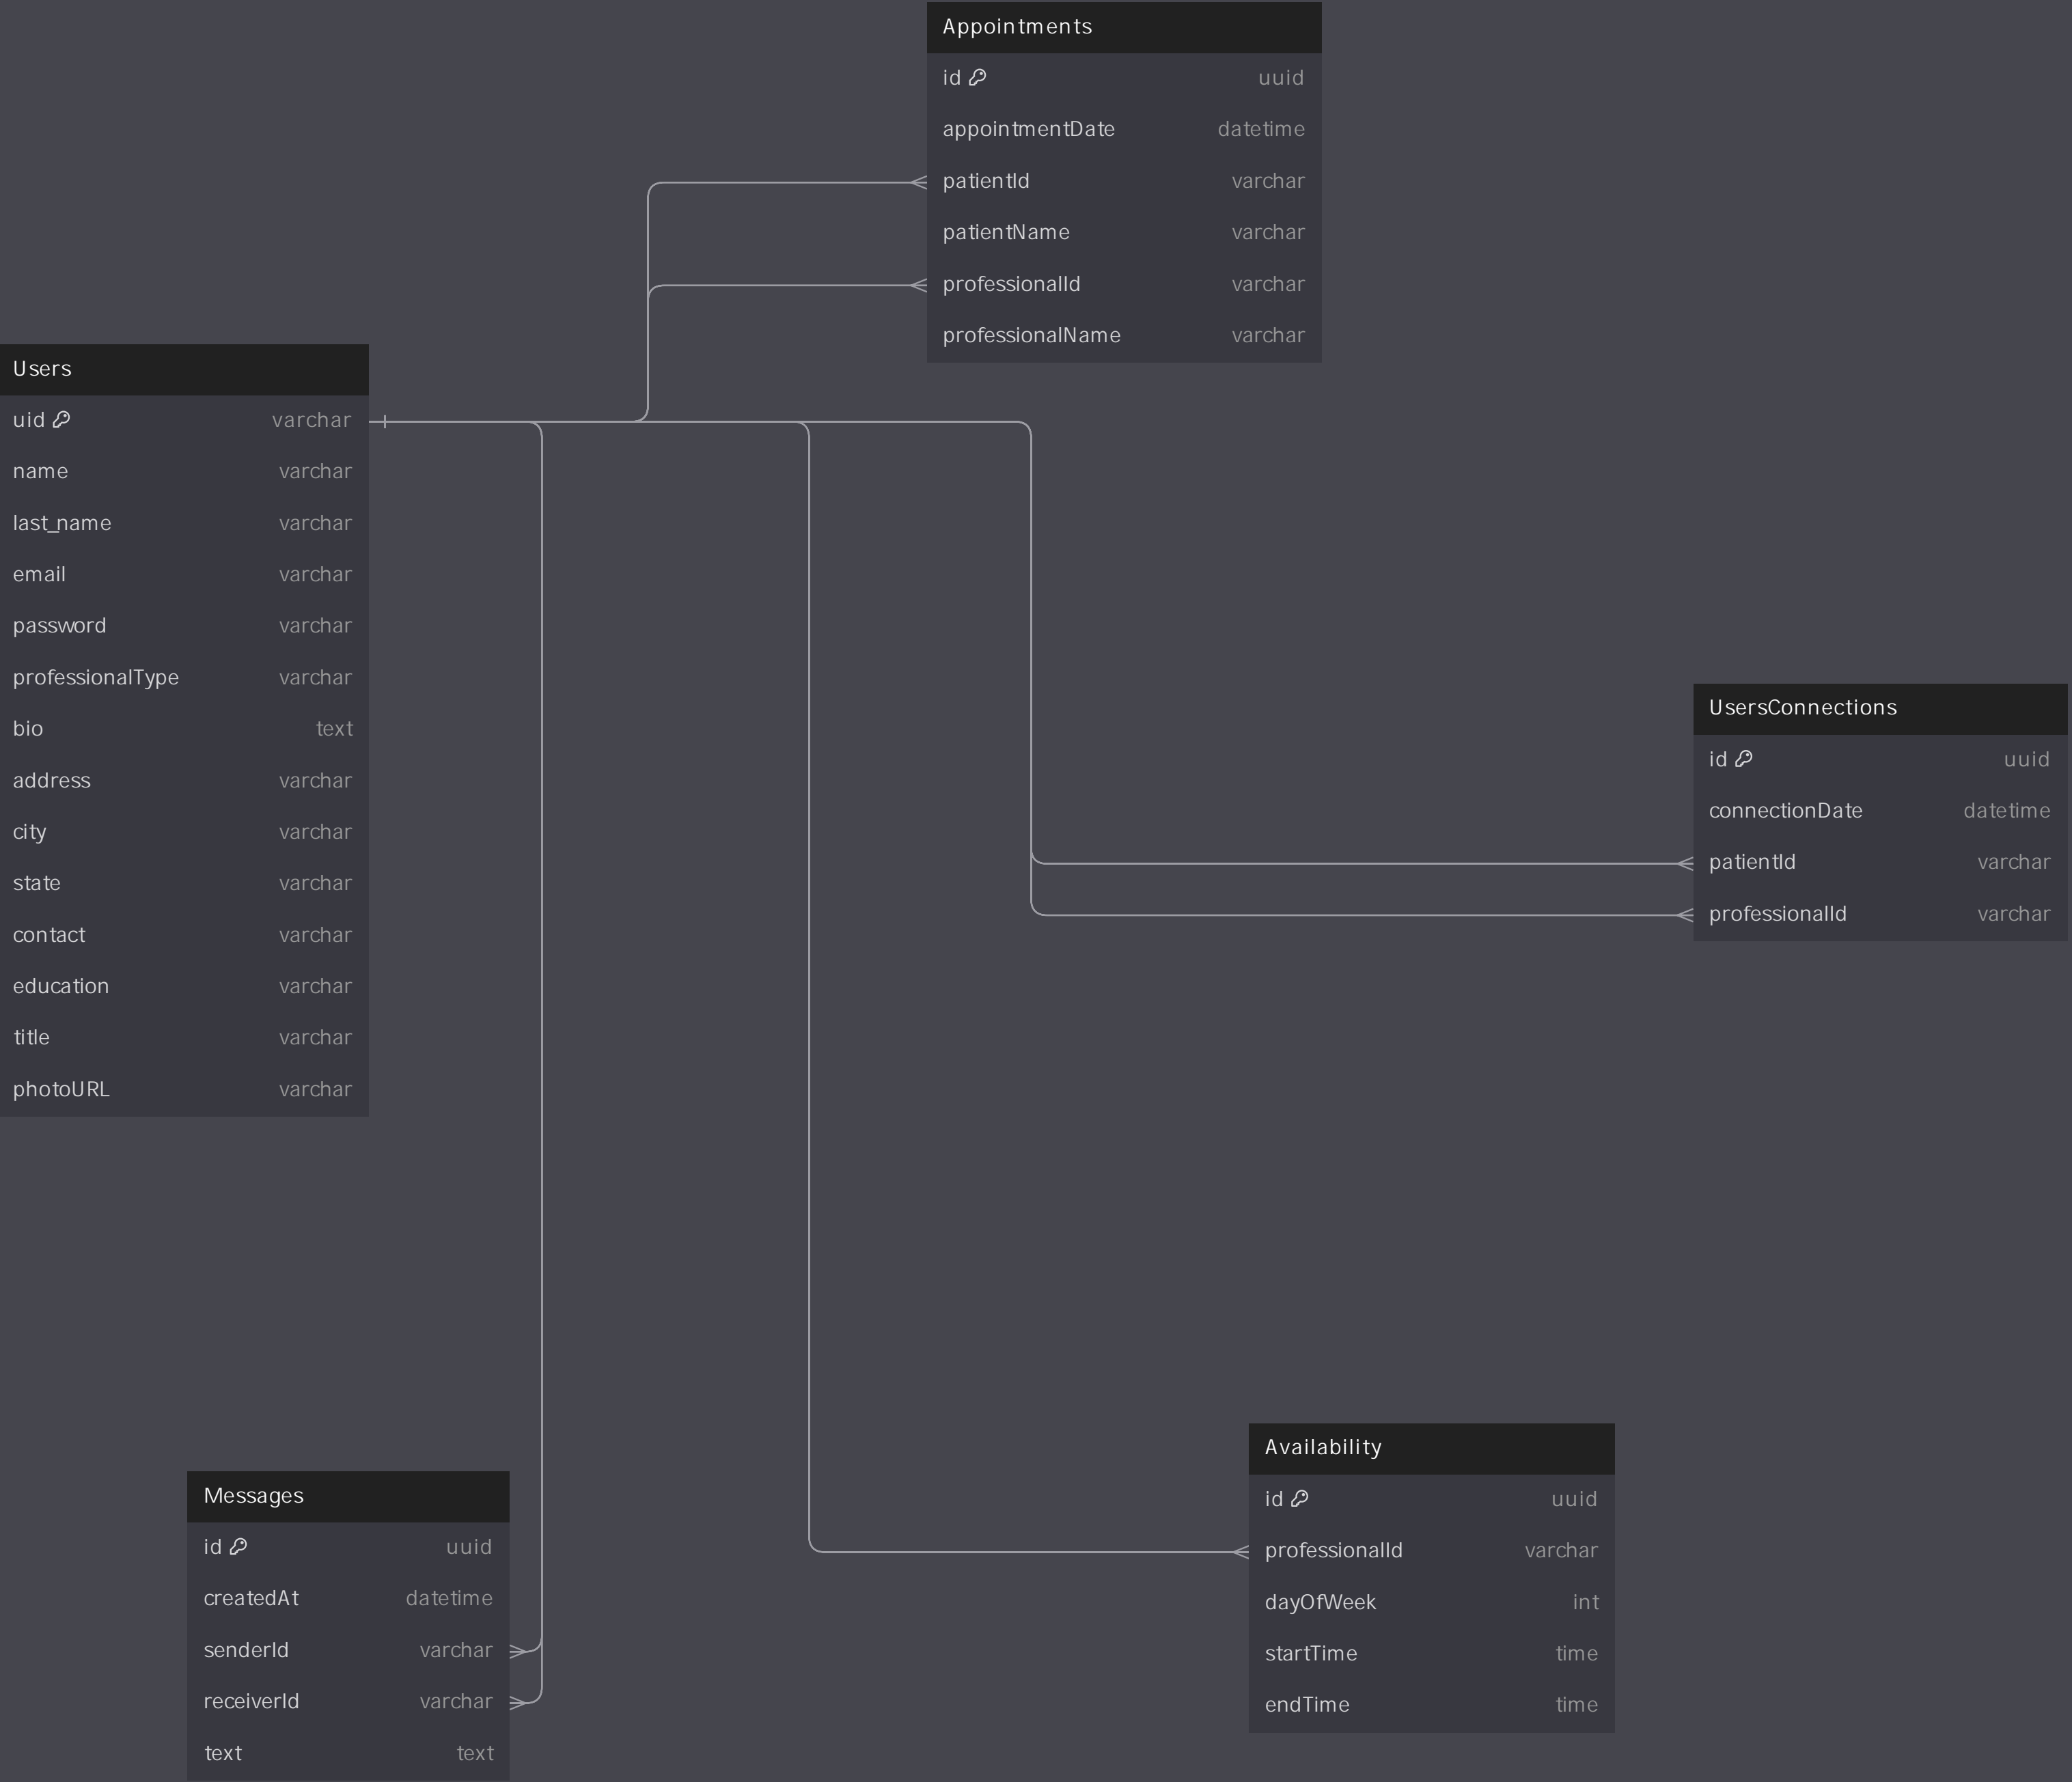 Appointments
id uuid
appointmentDate datetime
patientId varchar
patientName varchar
professionalId varchar
professionalName varchar
Users
uid varchar
name varchar
last_name varchar
email varchar
password varchar
professionalType varchar
bio text
address varchar
city varchar
state varchar
contact varchar
education varchar
title varchar
photoURL varchar
UsersConnections
id uuid
connectionDate datetime
patientId varchar
professionalId varchar
Messages
id uuid
createdAt datetime
senderId varchar
receiverId varchar
text text
Availability
id uuid
professionalId varchar
dayOfWeek int
startTime time
endTime time